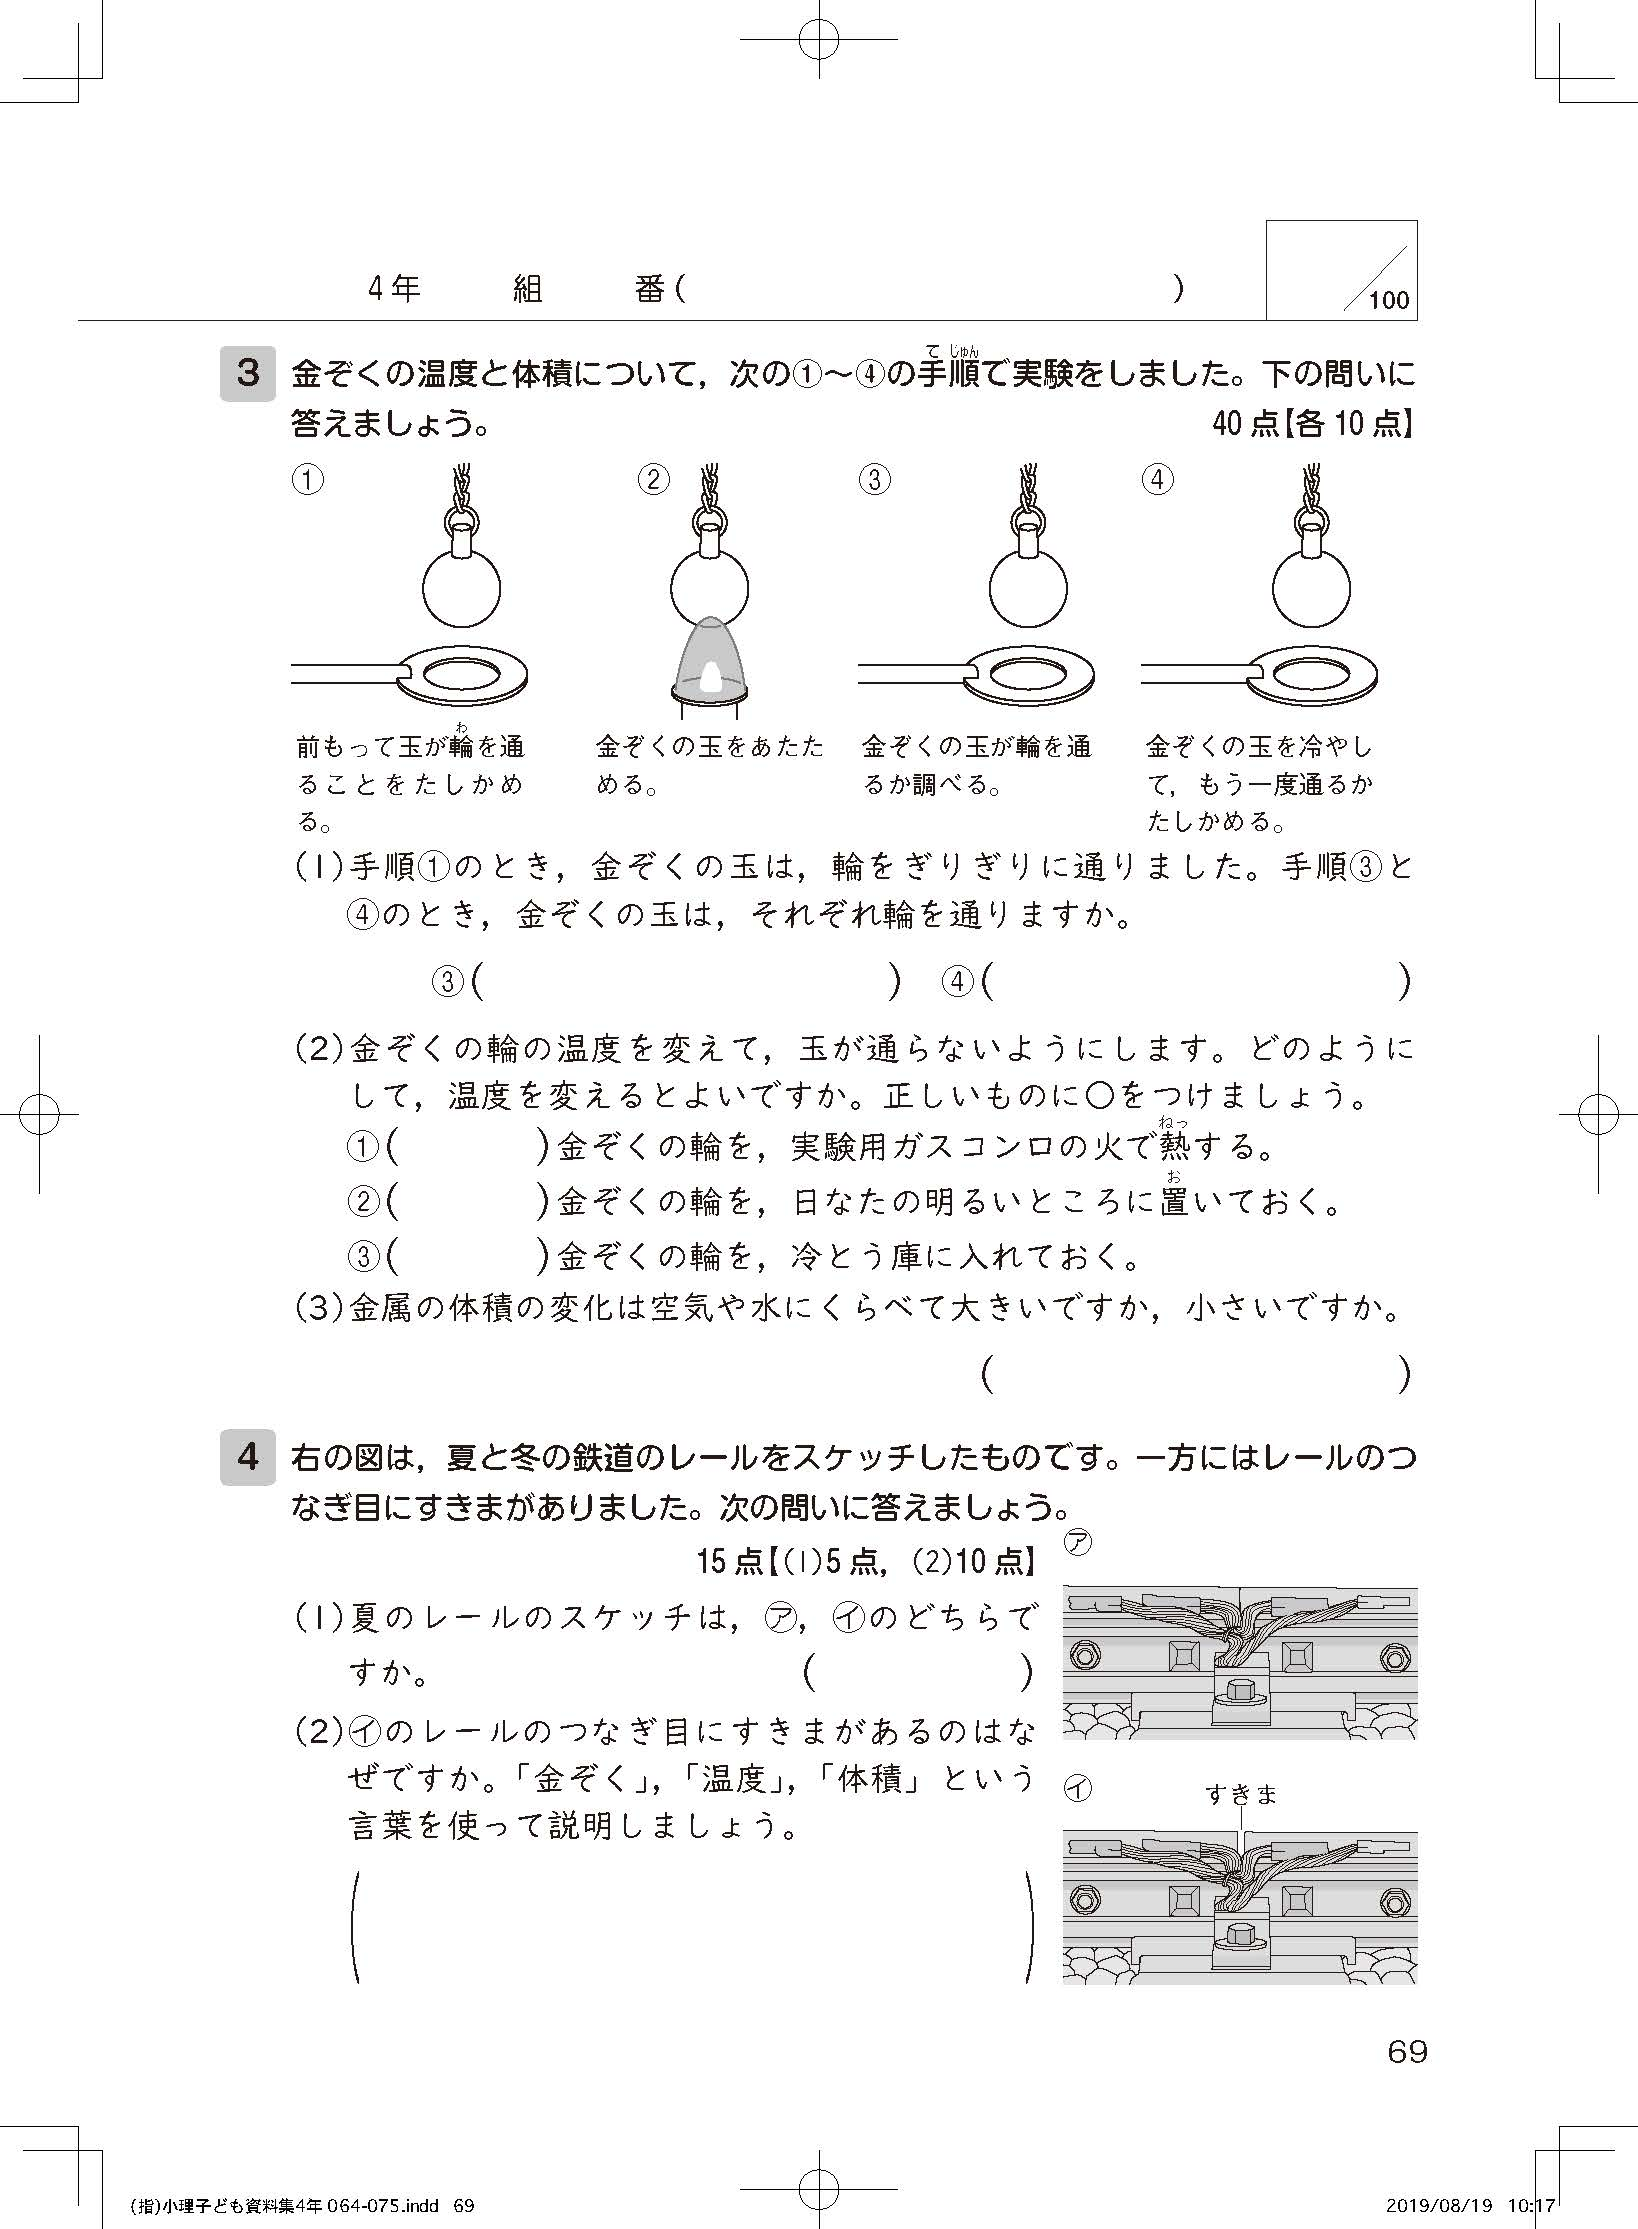 4年　組　番(　)
／100
3 金ぞくの温度と体積について，次の①～④の手順で実験をしました。下の問いに
て じゅん
答えましょう。 40点【各10点】
① ② ③ ④
前もって玉が輪を通
わ
ることをたしかめ
る。
金ぞくの玉をあたた
める。
金ぞくの玉が輪を通
るか調べる。
金ぞくの玉を冷やし
て，もう一度通るか
たしかめる。
(1)手順①のとき，金ぞくの玉は，輪をぎりぎりに通りました。手順③と
④のとき，金ぞくの玉は，それぞれ輪を通りますか。
③(　) ④(　)
(2)金ぞくの輪の温度を変えて，玉が通らないようにします。どのように
して，温度を変えるとよいですか。正しいものに○をつけましょう。
①(　)金ぞくの輪を，実験用ガスコンロの火で熱する。
ねっ
②(　)金ぞくの輪を，日なたの明るいところに置いておく。
お
③(　)金ぞくの輪を，冷とう庫に入れておく。
(3)金属の体積の変化は空気や水にくらべて大きいですか，小さいですか。
(　)
4 右の図は，夏と冬の鉄道のレールをスケッチしたものです。一方にはレールのつ
なぎ目にすきまがありました。次の問いに答えましょう。
15点【(1)5点，(2)10点】
(1)夏のレールのスケッチは，㋐，㋑のどちらで
すか。 (　)
(2)㋑のレールのつなぎ目にすきまがあるのはな
ぜですか。「金ぞく」，「温度」，「体積」という
言葉を使って説明しましょう。
(　)
㋐
㋑ すきま
69
(指)小理子ども資料集4年 064-075.indd 69
2019/08/19 10:17